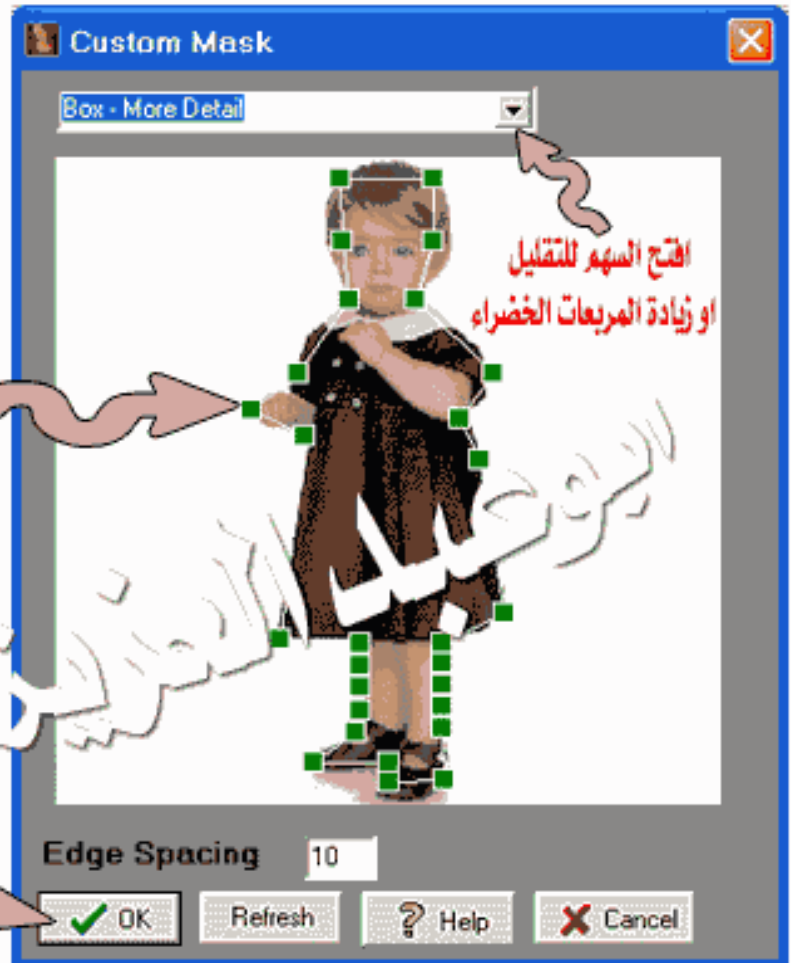 Custom Mask
Box - More Detail
افتح السهم للتقليل
او زيادة المربعات الخضراء
Edge Spacing 10
OK Refresh Help Cancel